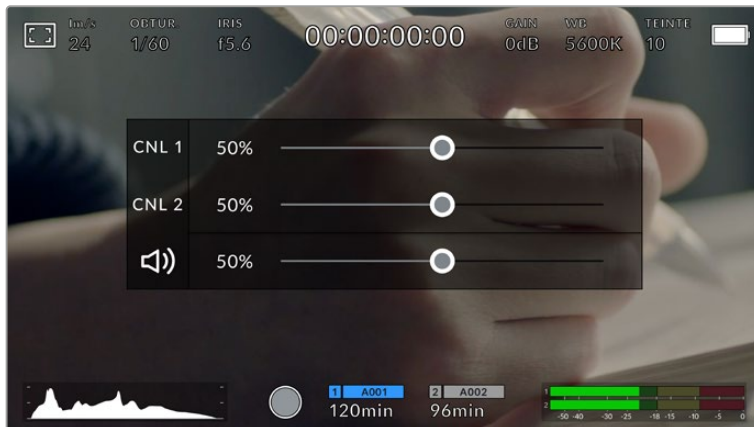 im/s OBTUR. IRIS 00:00:00:00 GAIN WB TEINTE
24 1/60 f5.6 0dB 5600K 10
CNL 1 50%
CNL 2 50%
50%
1 A001 2 A002
120min 96min
1
2
-50 -40 -30 -25 -18 -15 -10 -5 0